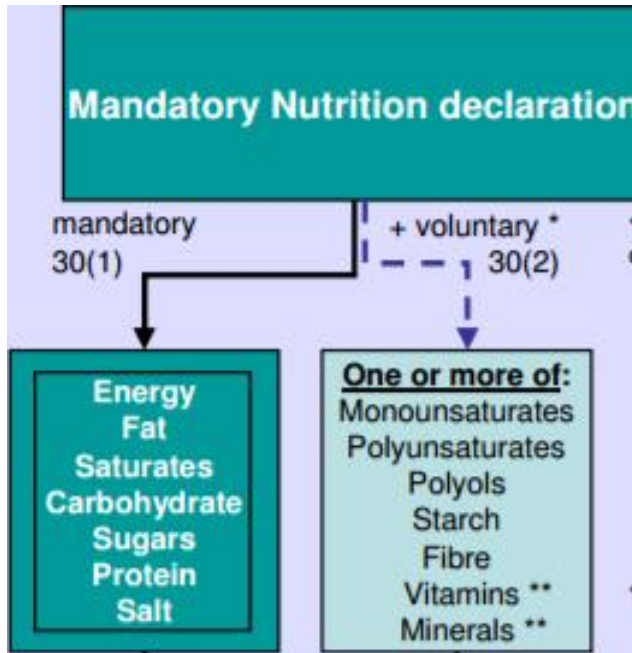 Mandatory Nutrition declaration
mandatory
30(1)
+ voluntary *
30(2)
Energy
Fat
Saturates
Carbohydrate
Sugars
Protein
Salt
One or more of:
Monounsaturates
Polyunsaturates
Polyols
Starch
Fibre
Vitamins **
Minerals **